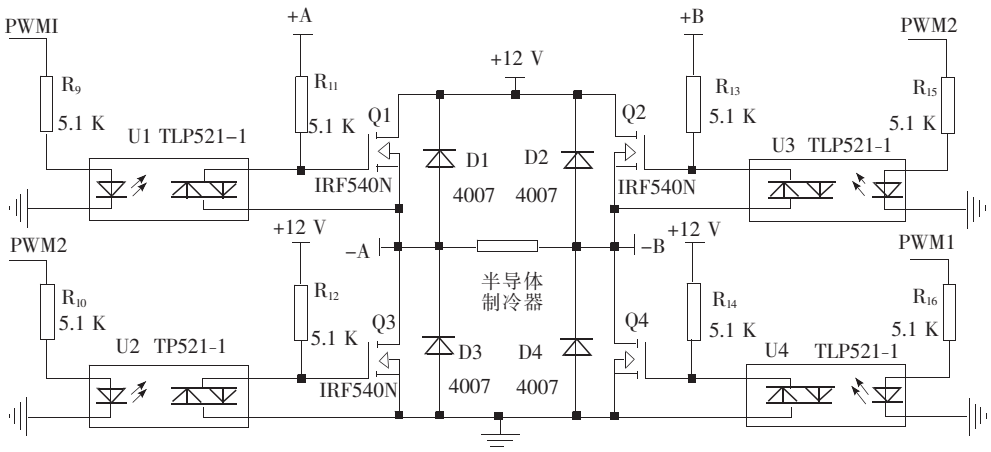 PWMI
+A
+12 V
+B
PWM2
R9
5.1 K
R11
5.1 K
Q1
Q2
R13
5.1 K
R15
5.1 K
U1 TLP521-1
D1
4007
D2
4007
U3 TLP521-1
IRF540N
IRF540N
PWM2
+12 V
-A
-B
+12 V
PWM1
半导体
制冷器
R10
5.1 K
R12
5.1 K
Q3
Q4
R14
5.1 K
R16
5.1 K
U2 TP521-1
D3
4007
D4
4007
U4 TLP521-1
IRF540N